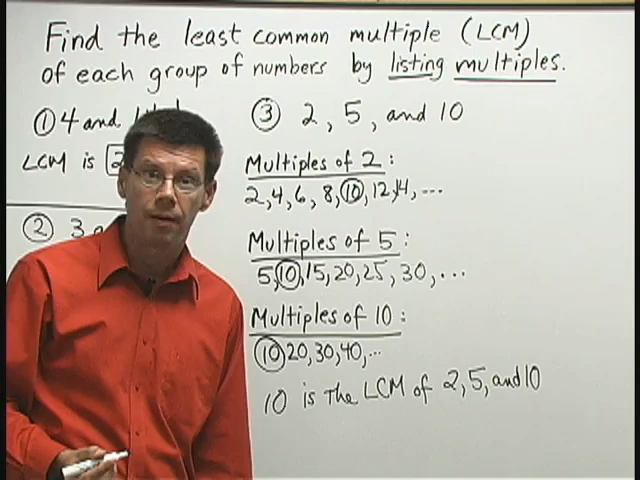 Find the least common multiple (LCM)
of each group of numbers by listing multiples.
① 4 and
LCM is
② 3
③ 2, 5, and 10
Multiples of 2:
2, 4, 6, 8, 10, 12, 14, ...
Multiples of 5:
5, 10, 15, 20, 25, 30, ...
Multiples of 10:
10 20, 30, 40, ...
10 is the LCM of 2, 5, and 10